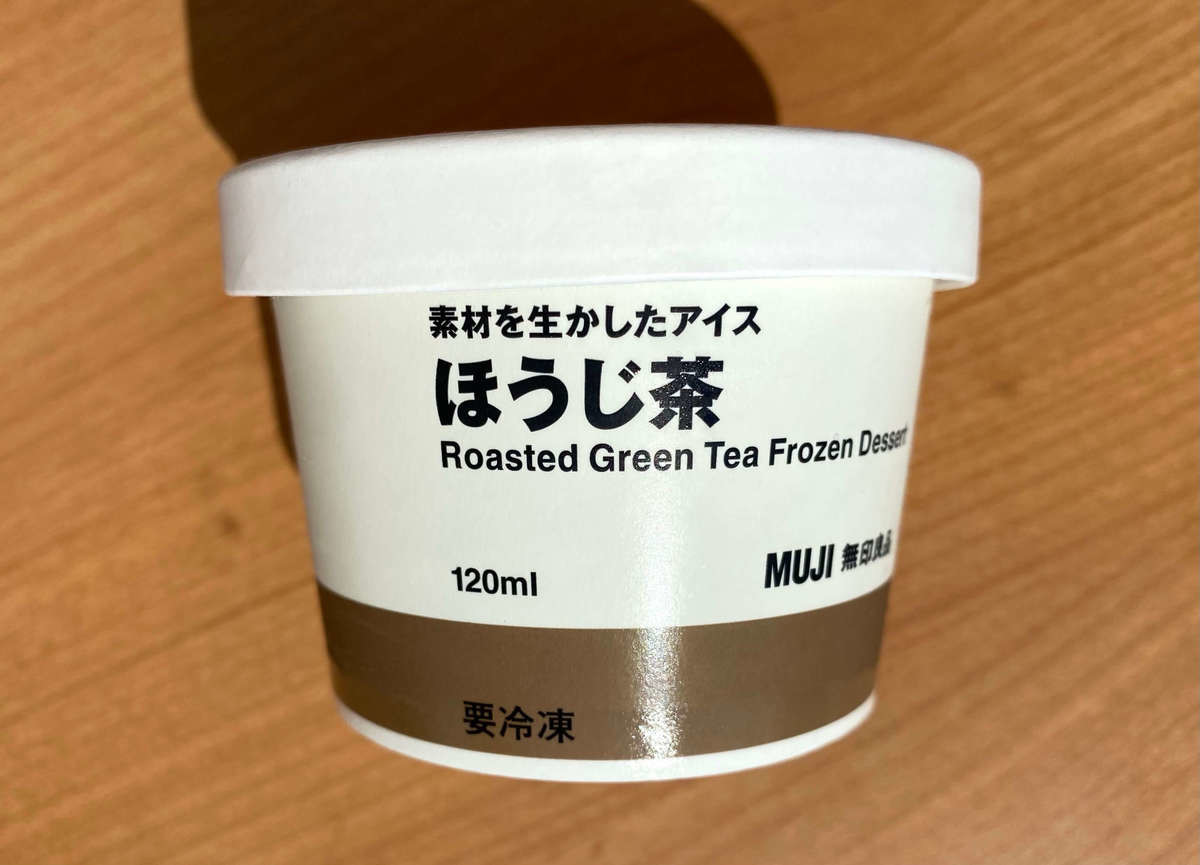 素材を生かしたアイス
ほうじ茶
Roasted Green Tea Frozen Dessert
120ml
MUJI 無印良品
要冷凍